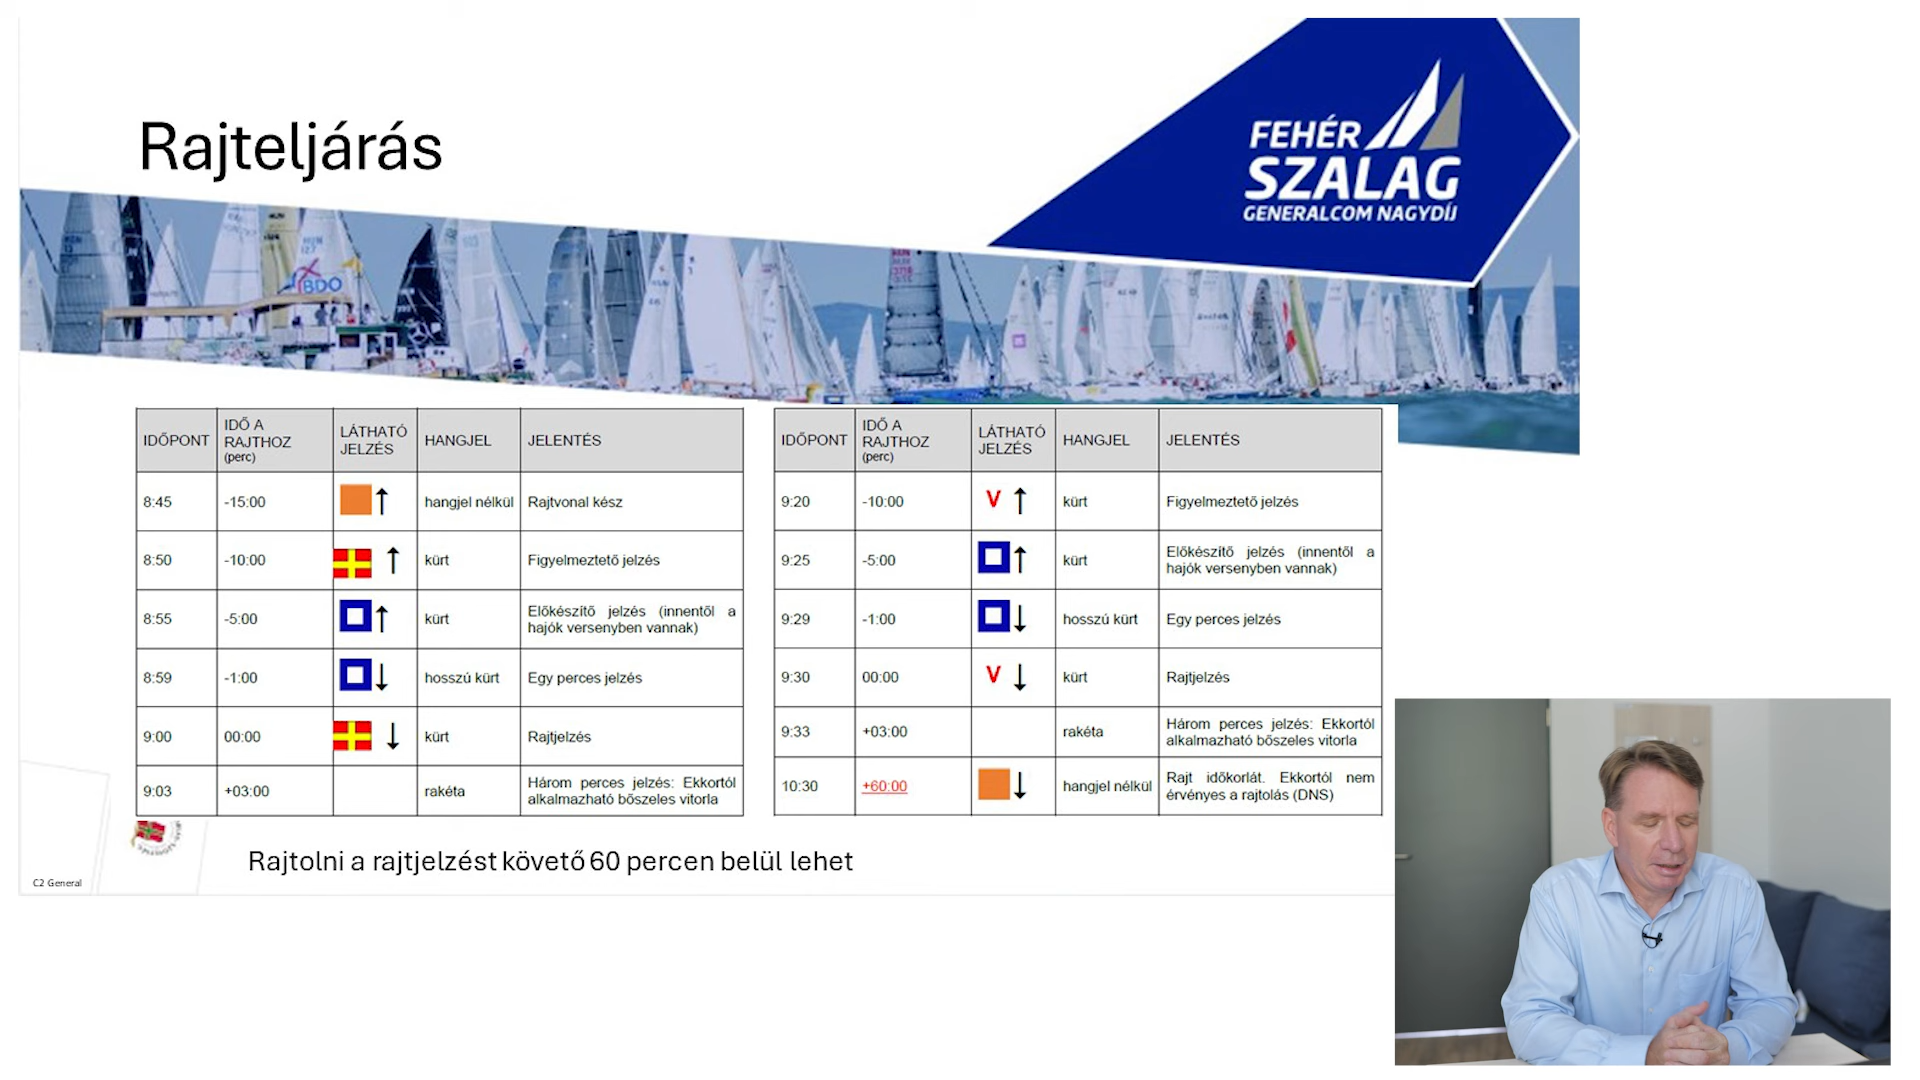 Rajteljárás
FEHÉR
SZALAG
GENERALCOM NAGYDÍJ
BDO
IDŐPONT
IDŐ A
RAJTHOZ
(perc)
LÁTHATÓ
JELZÉS
HANGJEL
JELENTÉS
8:45 -15:00 hangjel nélkül Rajtvonal kész
8:50 -10:00 kürt Figyelmeztető jelzés
8:55 -5:00 kürt Előkészítő jelzés (innentől a
hajók versenyben vannak)
8:59 -1:00 hosszú kürt Egy perces jelzés
9:00 00:00 kürt Rajtjelzés
9:03 +03:00 rakéta Három perces jelzés: Ekkortól
alkalmazható bőszeles vitorla
IDŐPONT
IDŐ A
RAJTHOZ
(perc)
LÁTHATÓ
JELZÉS
HANGJEL
JELENTÉS
9:20 -10:00 V kürt Figyelmeztető jelzés
9:25 -5:00 kürt Előkészítő jelzés (innentől a
hajók versenyben vannak)
9:29 -1:00 hosszú kürt Egy perces jelzés
9:30 00:00 V kürt Rajtjelzés
9:33 +03:00 rakéta Három perces jelzés: Ekkortól
alkalmazható bőszeles vitorla
10:30 +60:00 hangjel nélkül Rajt időkorlát. Ekkortól nem
érvényes a rajtolás (DNS)
Rajtolni a rajtjelzést követő 60 percen belül lehet
C2 General